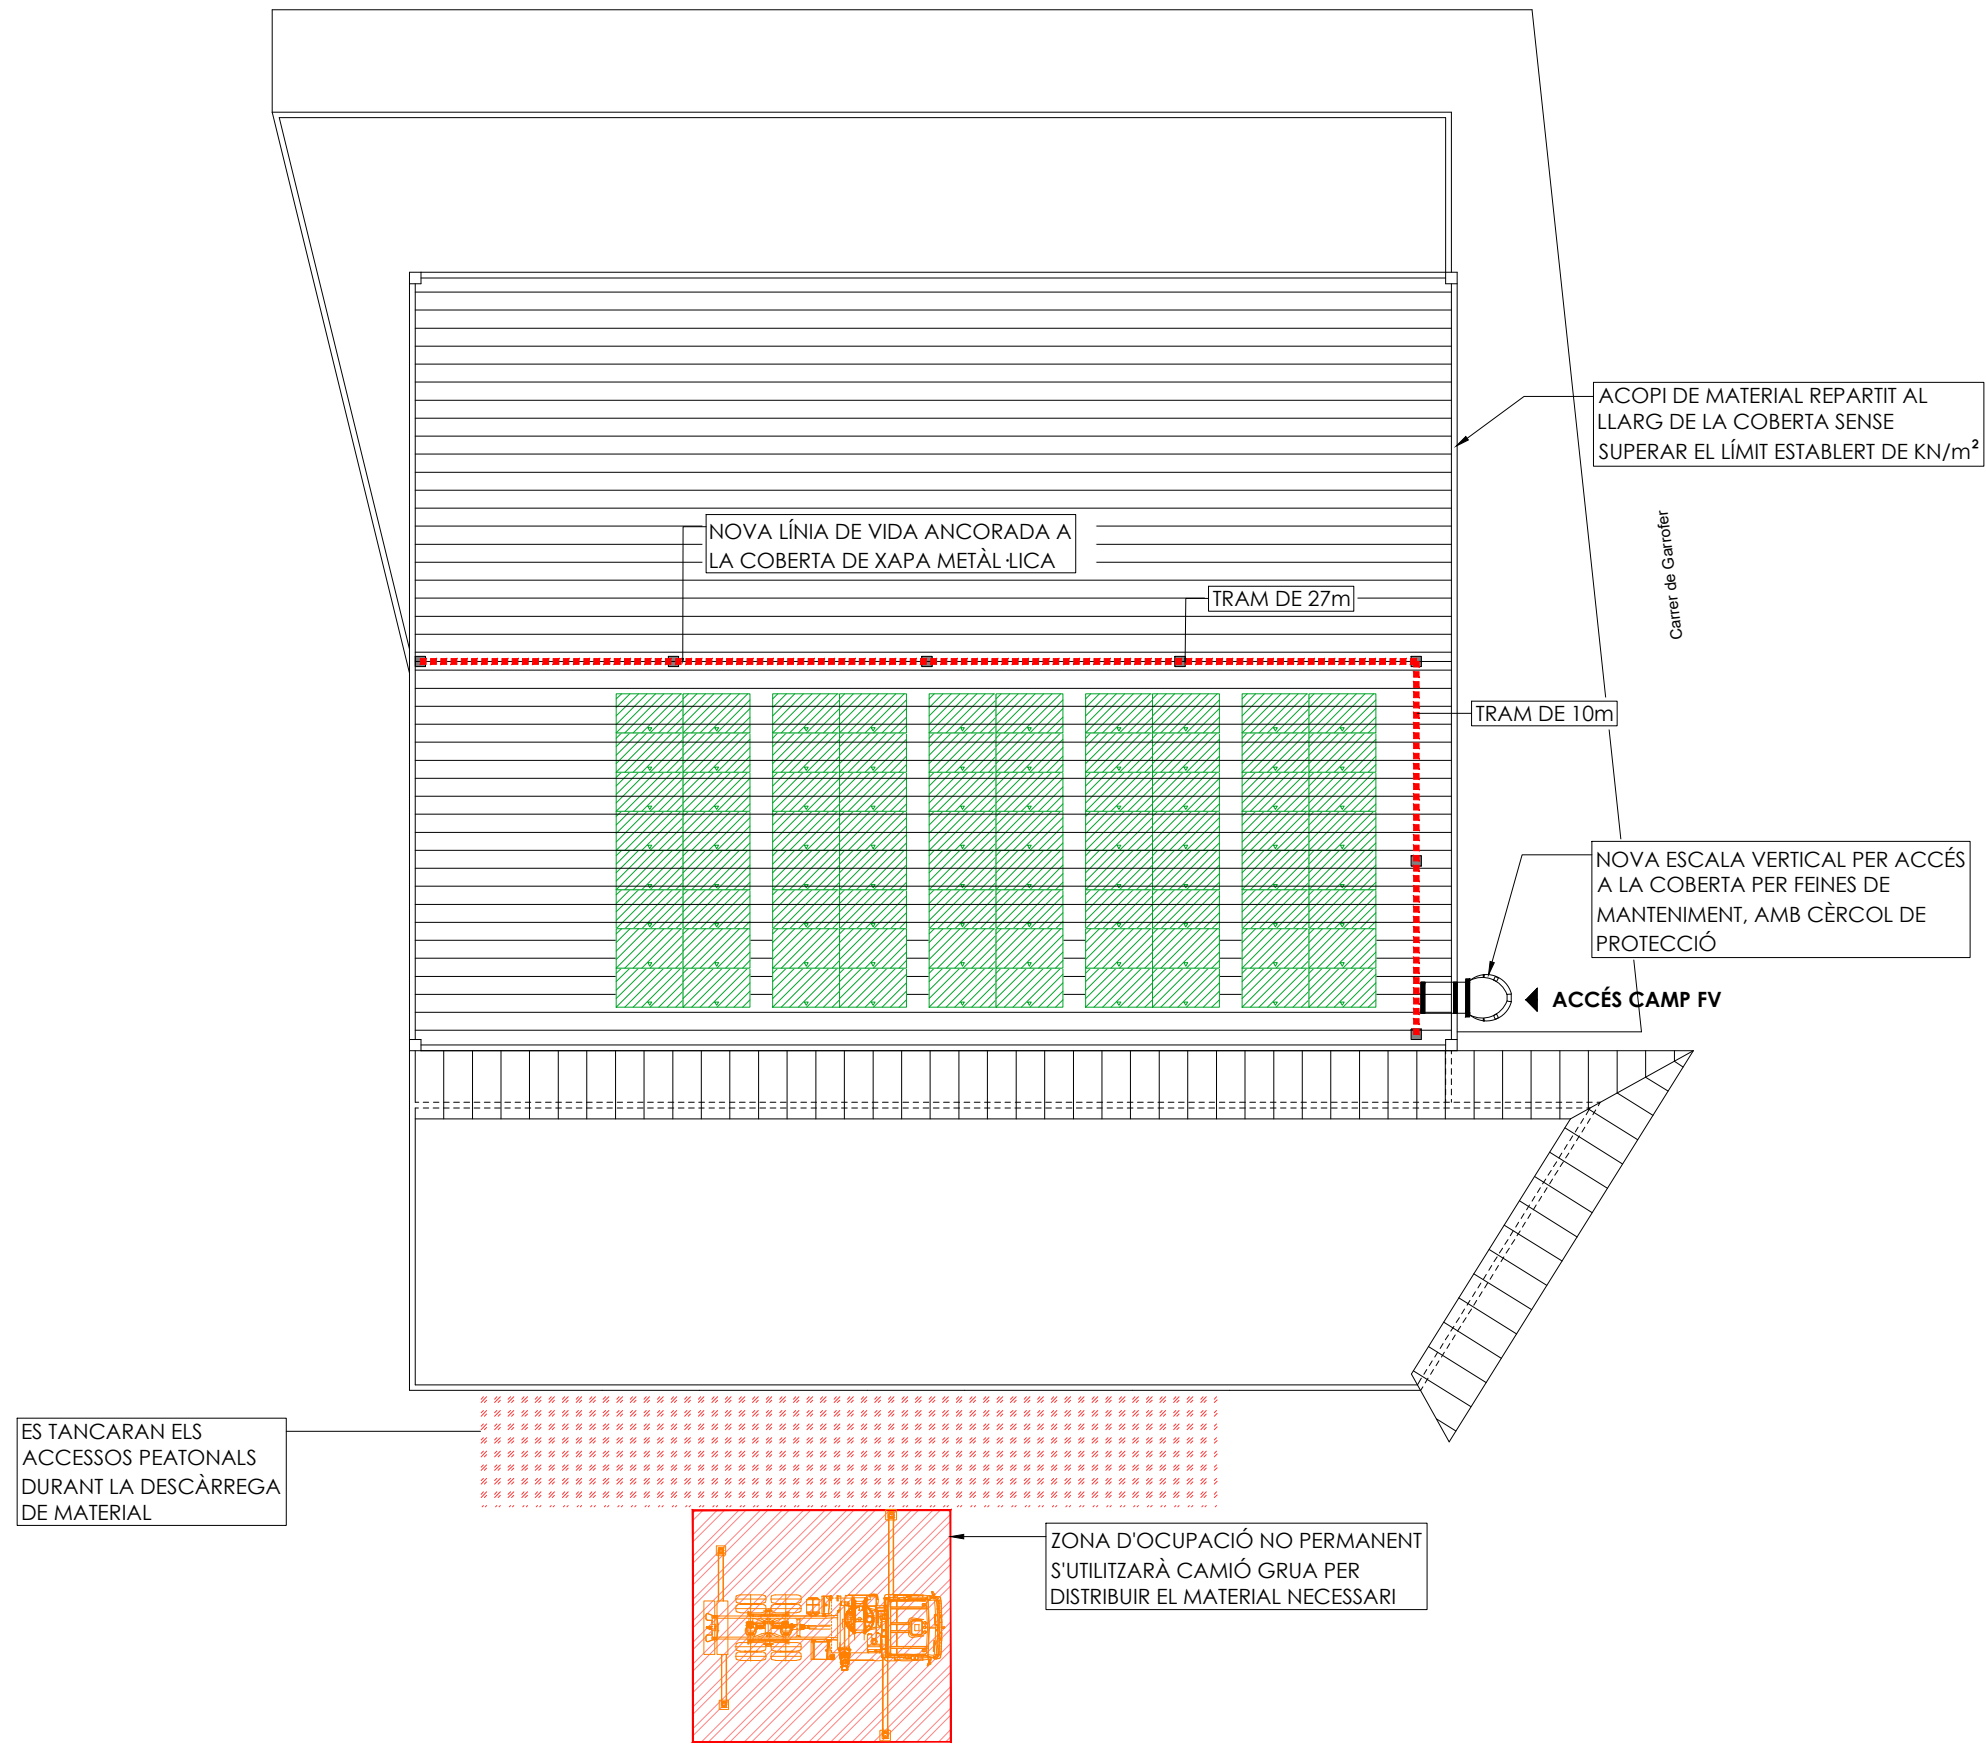 ACOPI DE MATERIAL REPARTIT AL
LLARG DE LA COBERTA SENSE
SUPERAR EL LÍMIT ESTABLERT DE KN/m²
Carrer de Garrofer
NOVA LÍNIA DE VIDA ANCORADA A
LA COBERTA DE XAPA METÀL·LICA
TRAM DE 27m
TRAM DE 10m
NOVA ESCALA VERTICAL PER ACCÉS
A LA COBERTA PER FEINES DE
MANTENIMENT, AMB CÈRCOL DE
PROTECCIÓ
ACCÉS CAMP FV
ES TANCARAN ELS
ACCESSOS PEATONALS
DURANT LA DESCÀRREGA
DE MATERIAL
ZONA D'OCUPACIÓ NO PERMANENT
S'UTILITZARÀ CAMIÓ GRUA PER
DISTRIBUIR EL MATERIAL NECESSARI